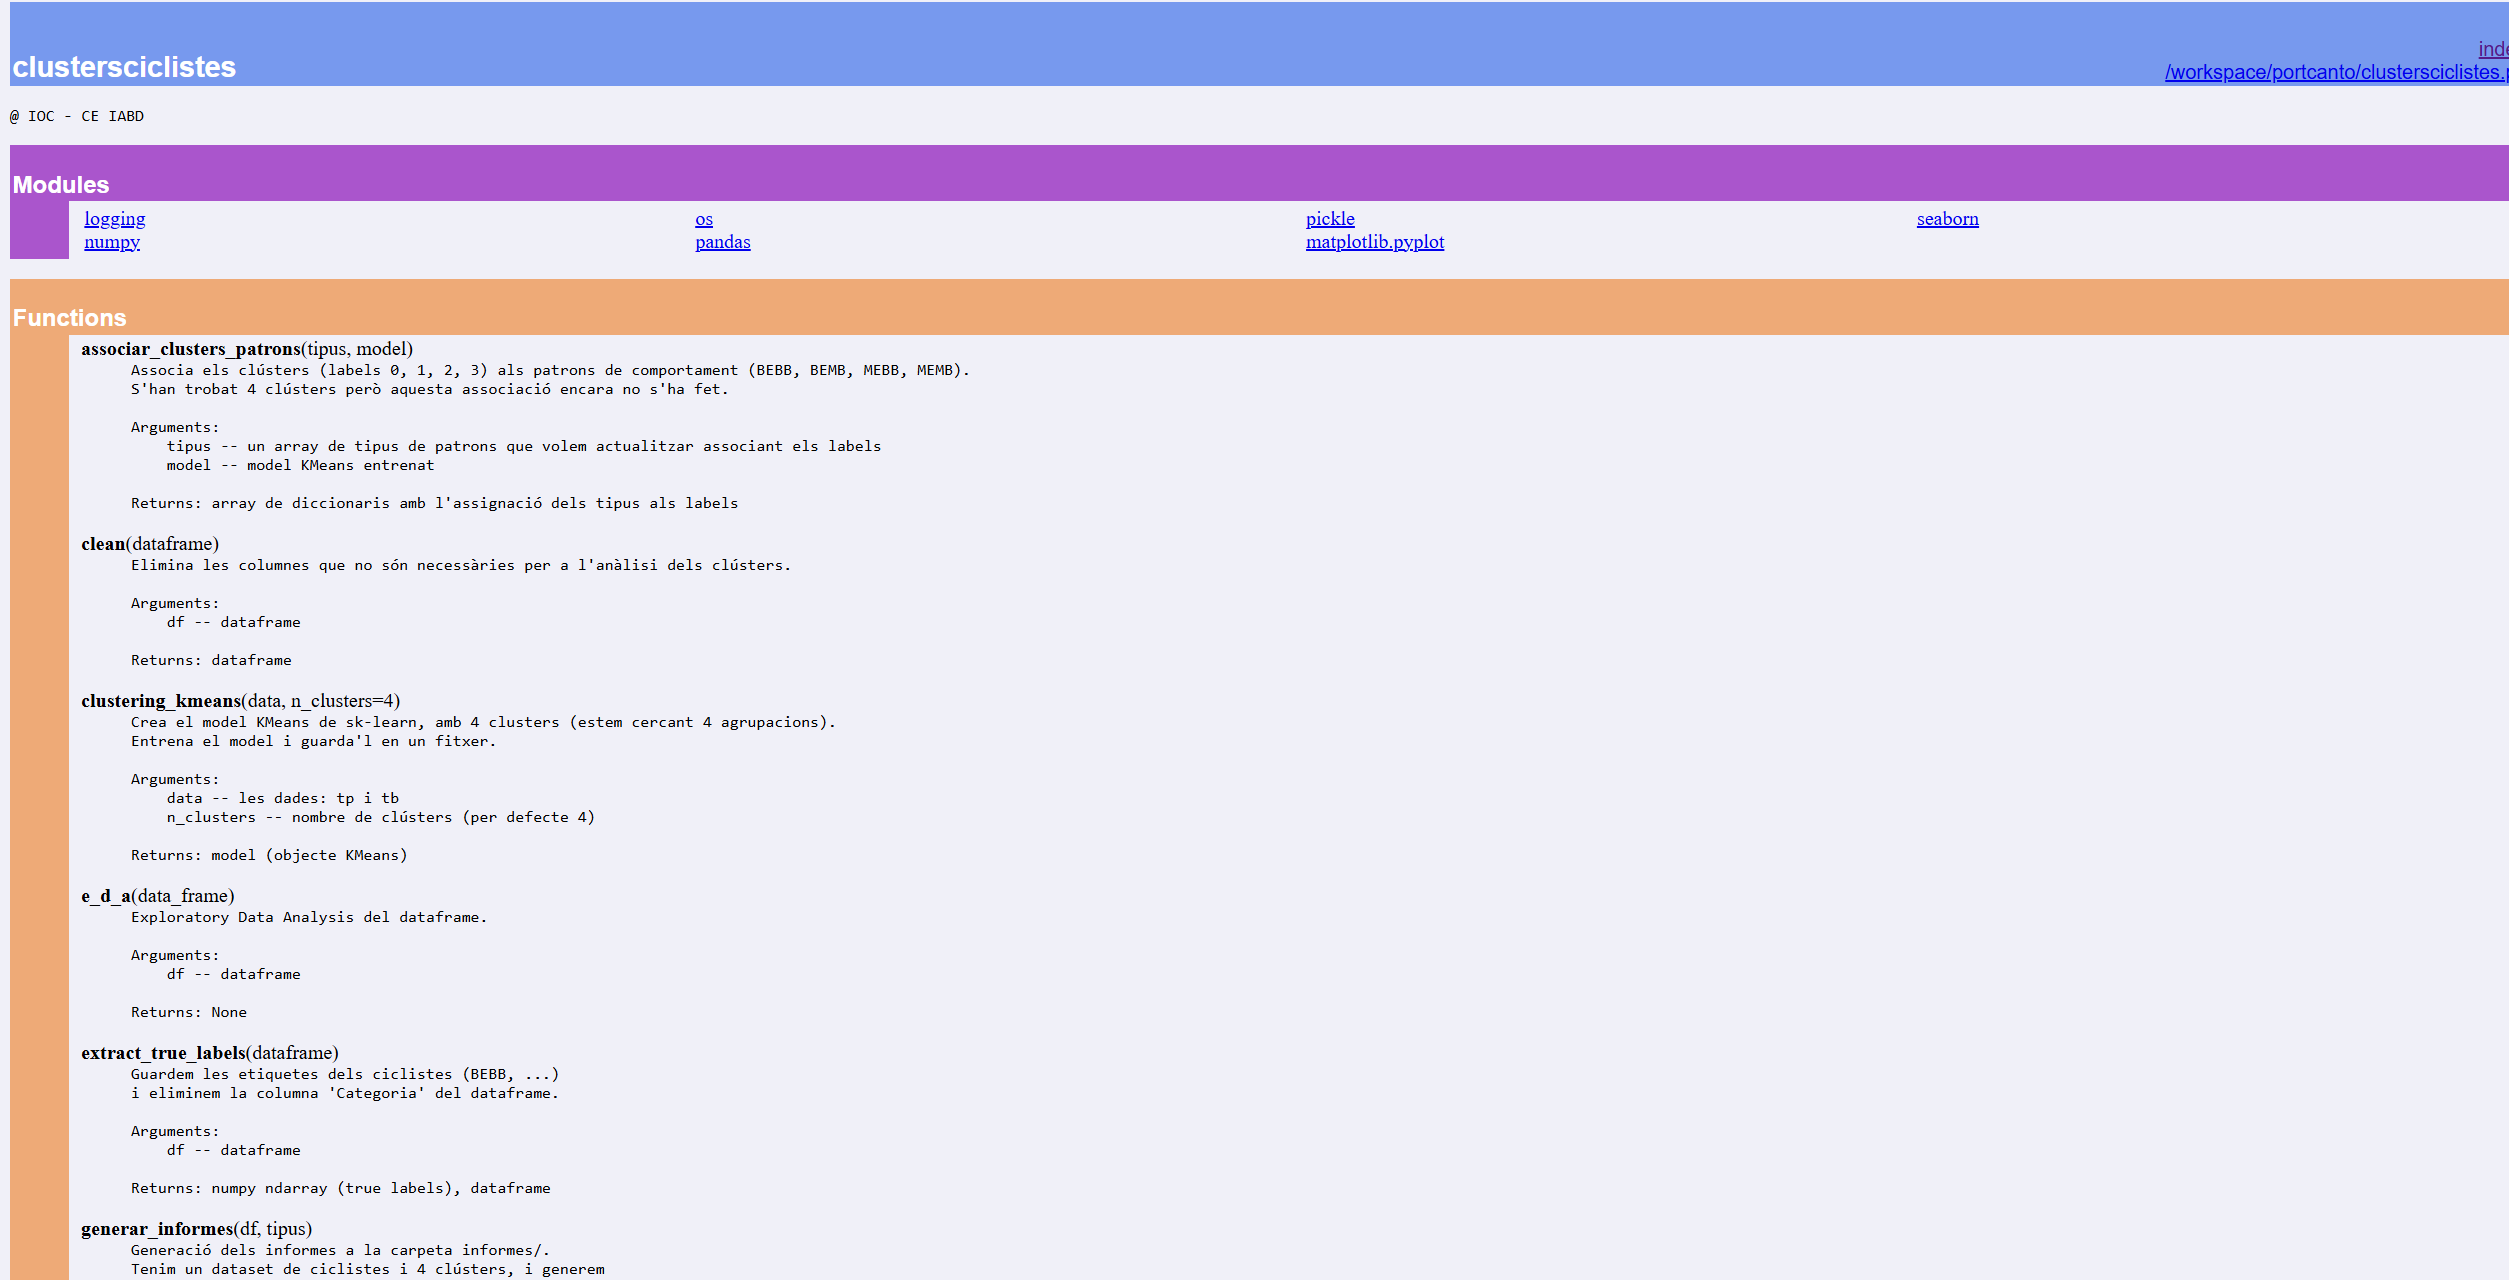 clustersciclistes
inde
/workspace/portcanto/clustersciclistes.p
@ IOC - CE IABD
Modules
logging os pickle seaborn
numpy pandas matplotlib.pyplot
Functions
associar_clusters_patrons(tipus, model)
Associa els clústers (labels 0, 1, 2, 3) als patrons de comportament (BEBB, BEMB, MEBB, MEMB).
S'han trobat 4 clústers però aquesta associació encara no s'ha fet.
Arguments:
tipus -- un array de tipus de patrons que volem actualitzar associant els labels
model -- model KMeans entrenat
Returns: array de diccionaris amb l'assignació dels tipus als labels
clean(dataframe)
Elimina les columnes que no són necessàries per a l'anàlisi dels clústers.
Arguments:
df -- dataframe
Returns: dataframe
clustering_kmeans(data, n_clusters=4)
Crea el model KMeans de sk-learn, amb 4 clusters (estem cercant 4 agrupacions).
Entrena el model i guarda'l en un fitxer.
Arguments:
data -- les dades: tp i tb
n_clusters -- nombre de clústers (per defecte 4)
Returns: model (objecte KMeans)
e_d_a(data_frame)
Exploratory Data Analysis del dataframe.
Arguments:
df -- dataframe
Returns: None
extract_true_labels(dataframe)
Guardem les etiquetes dels ciclistes (BEBB, ...)
i eliminem la columna 'Categoria' del dataframe.
Arguments:
df -- dataframe
Returns: numpy ndarray (true labels), dataframe
generar_informes(df, tipus)
Generació dels informes a la carpeta informes/.
Tenim un dataset de ciclistes i 4 clústers, i generem